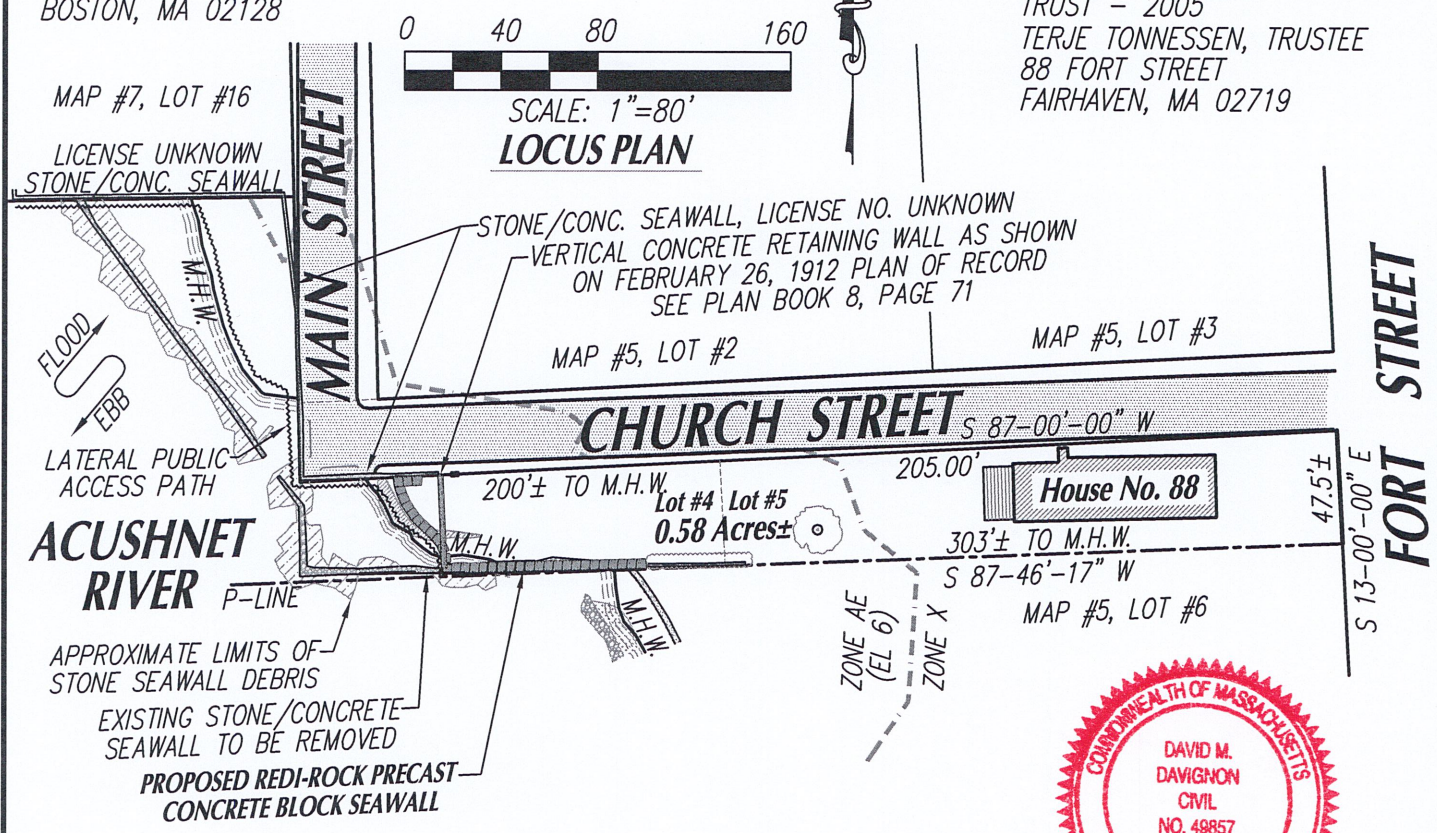 BOSTON, MA 02128
MAP #7, LOT #16
LICENSE UNKNOWN
STONE/CONC. SEAWALL
0 40 80 160
SCALE: 1"=80'
LOCUS PLAN
TRUST - 2005
TERJE TONNESSEN, TRUSTEE
88 FORT STREET
FAIRHAVEN, MA 02719
MAIN STREET
STONE/CONC. SEAWALL, LICENSE NO. UNKNOWN
VERTICAL CONCRETE RETAINING WALL AS SHOWN
ON FEBRUARY 26, 1912 PLAN OF RECORD
SEE PLAN BOOK 8, PAGE 71
M.H.W.
FLOOD
EBB
MAP #5, LOT #2
MAP #5, LOT #3
CHURCH STREET
S 87-00'-00" W
FORT STREET
LATERAL PUBLIC
ACCESS PATH
200'± TO M.H.W.
205.00'
House No. 88
47.5'±
S 13-00'-00" E
Lot #4 Lot #5
0.58 Acres±
ACUSHNET
RIVER
P-LINE
M.H.W.
303'± TO M.H.W.
S 87-46'-17" W
MAP #5, LOT #6
M.H.W.
ZONE AE
(EL 6)
ZONE X
APPROXIMATE LIMITS OF
STONE SEAWALL DEBRIS
EXISTING STONE/CONCRETE
SEAWALL TO BE REMOVED
PROPOSED REDI-ROCK PRECAST
CONCRETE BLOCK SEAWALL
COMMONWEALTH OF MASSACHUSETTS
DAVID M.
DAVIGNON
CIVIL
NO. 49857